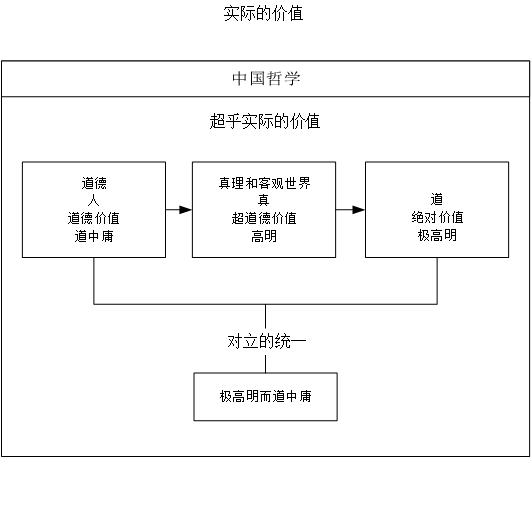 实际的价值
中国哲学
超乎实际的价值
道德
人
道德价值
道中庸
真理和客观世界
真
超道德价值
高明
道
绝对价值
极高明
对立的统一
极高明而道中庸